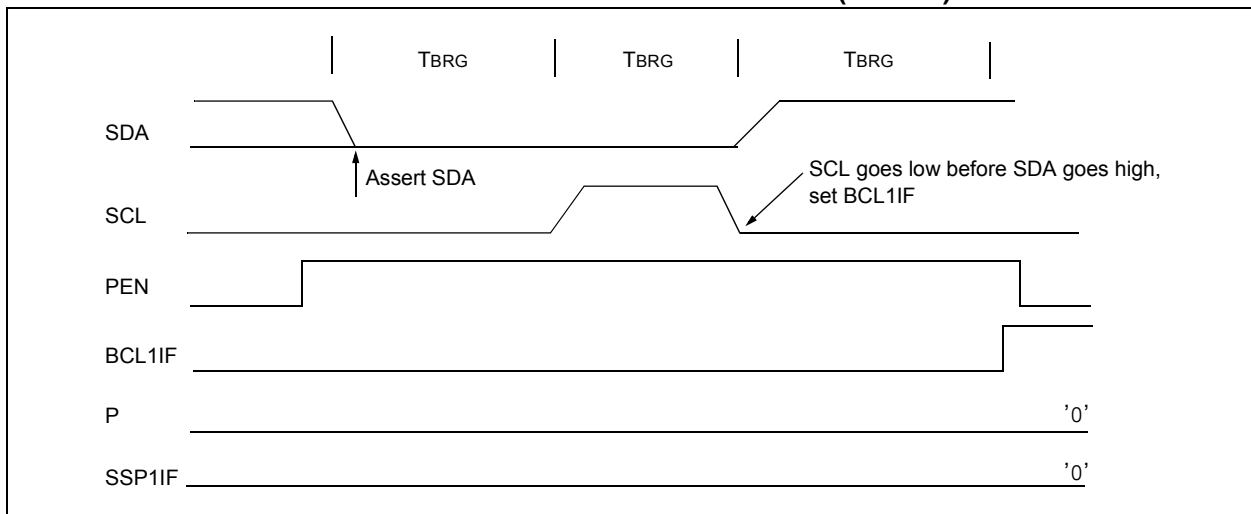 TBRG TBRG TBRG
SDA
Assert SDA
SCL goes low before SDA goes high,
set BCL1IF
SCL
PEN
BCL1IF
P '0'
SSP1IF '0'